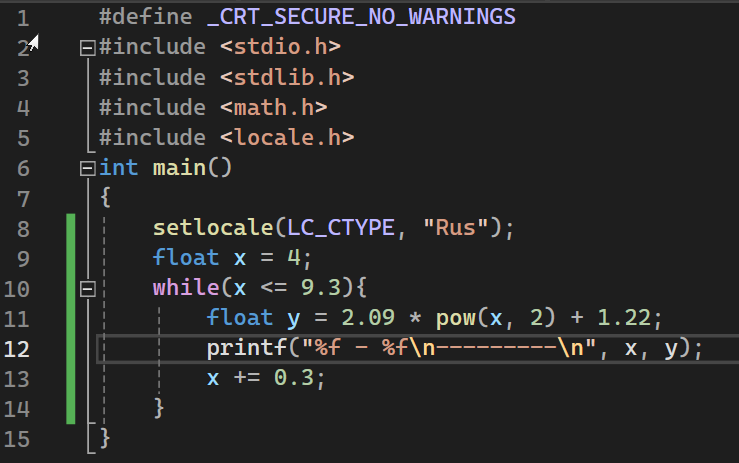 1 #define _CRT_SECURE_NO_WARNINGS
2 #include <stdio.h>
3 #include <stdlib.h>
4 #include <math.h>
5 #include <locale.h>
6 int main()
7 {
8 setlocale(LC_CTYPE, "Rus");
9 float x = 4;
10 while(x <= 9.3){
11 float y = 2.09 * pow(x, 2) + 1.22;
12 printf("%f - %f\n---------\n", x, y);
13 x += 0.3;
14 }
15 }